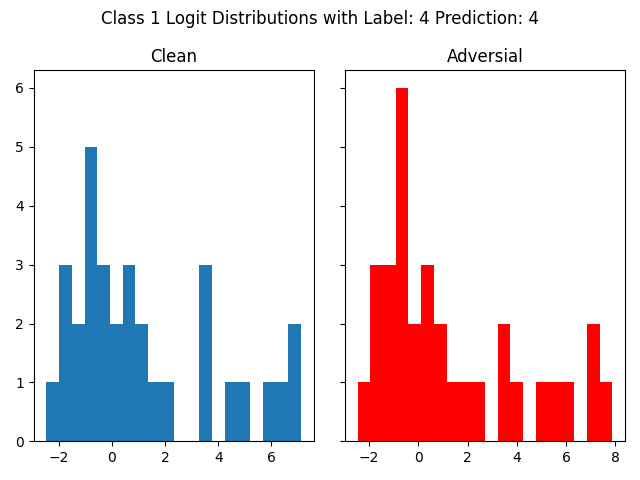 Class 1 Logit Distributions with Label: 4 Prediction: 4
Clean
Adversial
6
5
4
3
2
1
0
−2 0 2 4 6
−2 0 2 4 6 8